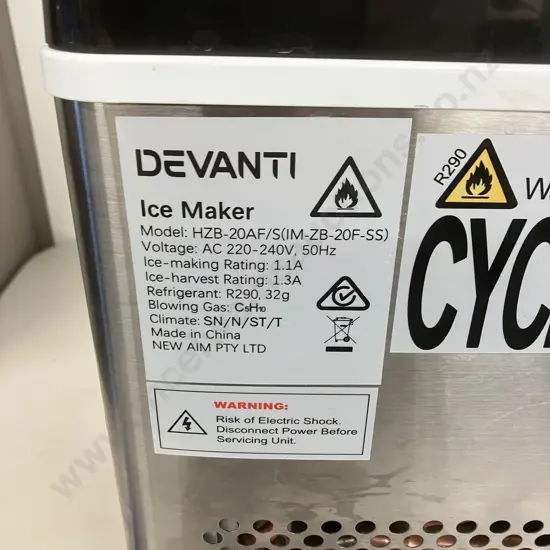 DEVANTI
Ice Maker
Model: HZB-20AF/S(IM-ZB-20F-SS)
Voltage: AC 220-240V, 50Hz
Ice-making Rating: 1.1A
Ice-harvest Rating: 1.3A
Refrigerant: R290, 32g
Blowing Gas: C₅H₁₀
Climate: SN/N/ST/T
Made in China
NEW AIM PTY LTD
WARNING:
Risk of Electric Shock.
Disconnect Power Before
Servicing Unit.
R290
CYC